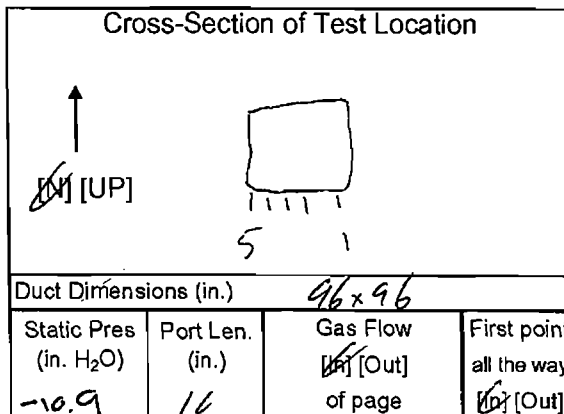 Cross-Section of Test Location
[N] [UP]
5 1
Duct Dimensions (in.) 96 x 96
Static Pres Port Len. Gas Flow First point
(in. H₂O) (in.) [In] [Out] all the way
-10.9 of page [In] [Out]